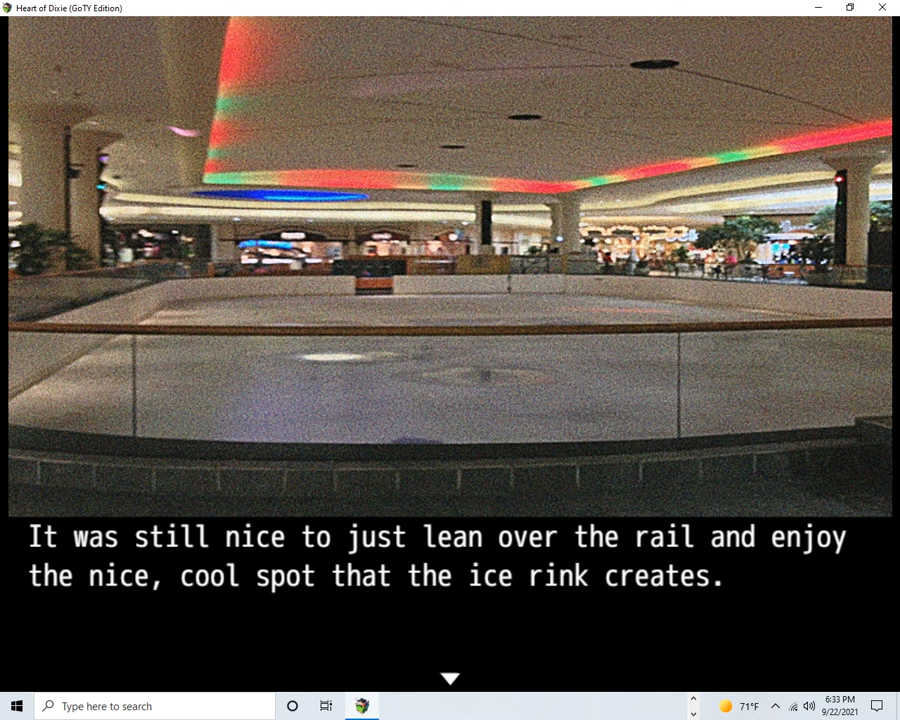 Heart of Dixie (GoTY Edition)
It was still nice to just lean over the rail and enjoy
the nice, cool spot that the ice rink creates.
Type here to search
71°F
6:33 PM
9/22/2021